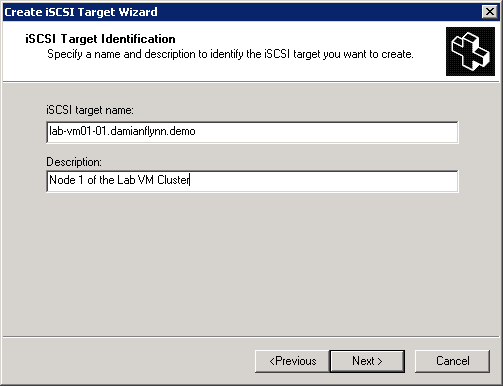 Create iSCSI Target Wizard
iSCSI Target Identification
Specify a name and description to identify the iSCSI target you want to create.
iSCSI target name:
lab-vm01-01.damianflynn.demo
Description:
Node 1 of the Lab VM Cluster
<Previous
Next >
Cancel